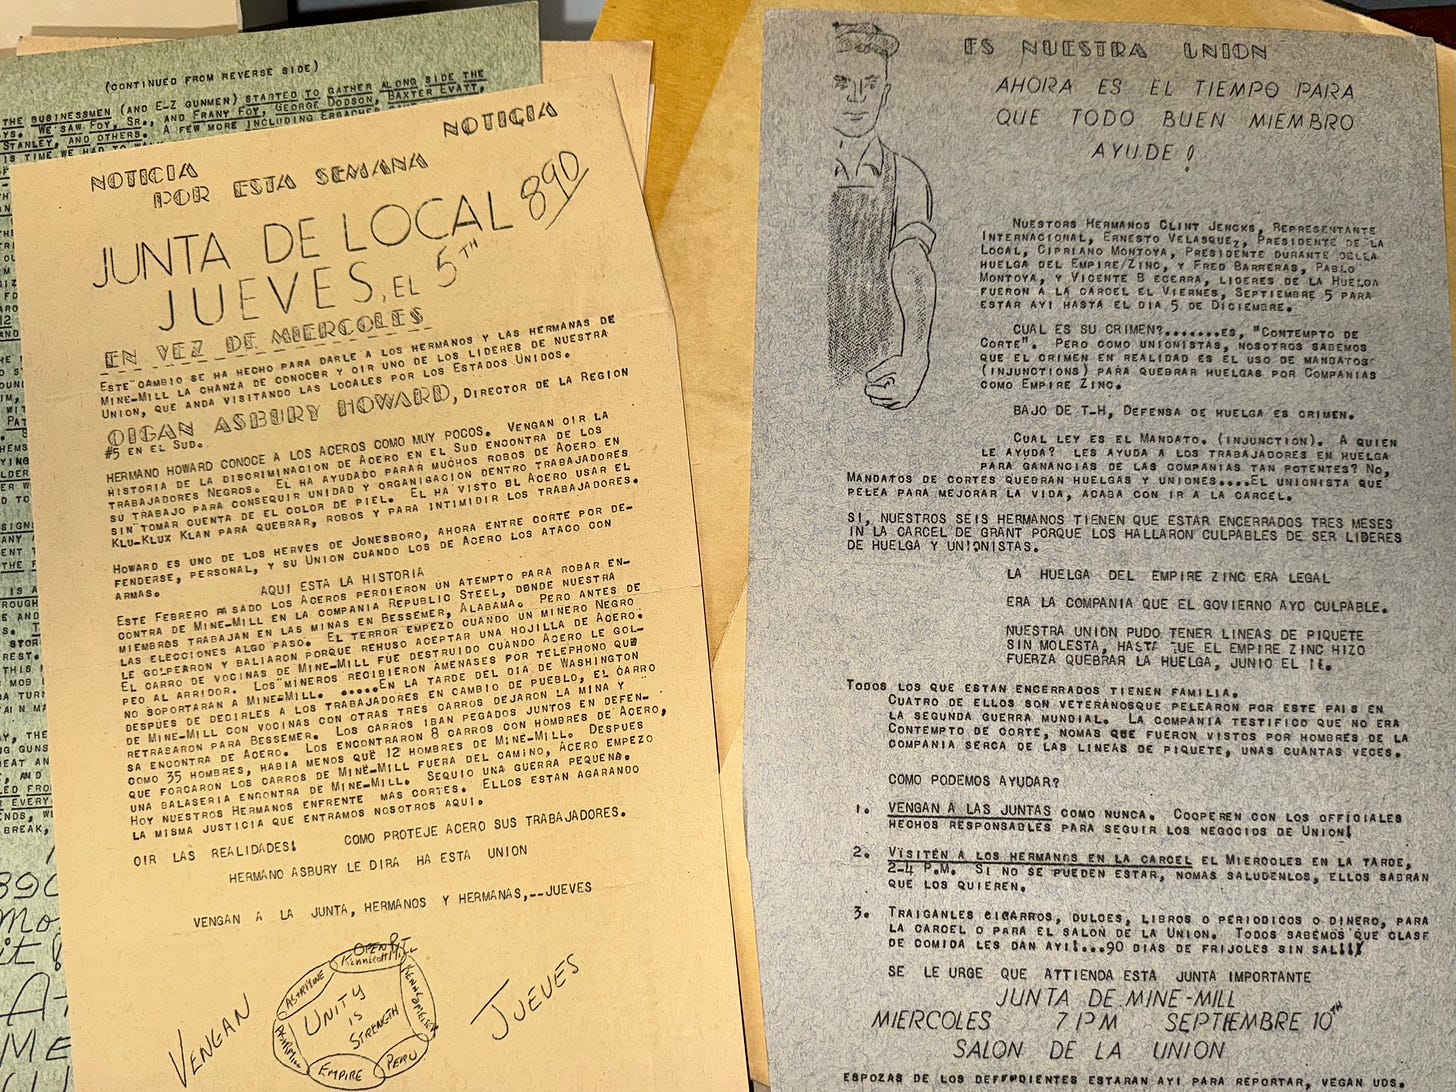 (CONTINUED FROM REVERSE SIDE)
THE BUSINESSMEN (AND E-Z GUNMEN) STARTED TO GATHER ALONG SIDE THE
WE SAW FOY, SR., AND FRANY FOY, GEORGE DODSON, BAXTER EVATT,
STANLEY, AND OTHERS. A FEW MORE INCLUDING
NOTICIA NOTICIA
POR ESTA SEMANA
JUNTA DE LOCAL 890
JUEVES, EL 5TH
EN VEZ DE MIERCOLES
ESTE CAMBIO SE HA HECHO PARA DARLE A LOS HERMANOS Y LAS HERMANAS DE
MINE-MILL LA CHANZA DE CONOCER Y OIR UNO DE LOS LIDERES DE NUESTRA
UNION, QUE ANDA VISITANDO LAS LOCALES POR LOS ESTADOS UNIDOS.
OIGAN ASBURY HOWARD, DIRECTOR DE LA REGION
#5 EN EL SUD.
HERMANO HOWARD CONOCE A LOS ACEROS COMO MUY POCOS. VENGAN OIR LA
HISTORIA DE LA DISCRIMINACION DE ACERO EN EL SUD ENCONTRA DE LOS
TRABAJADORES NEGROS. EL HA AYUDADO PARAR MUCHOS ROBOS DE ACERO EN
SU TRABAJO PARA CONSEQUIR UNIDAD Y ORGANISACION DENTRO TRABAJADORES
SIN TOMAR CUENTA DE EL COLOR DE PIEL. EL HA VISTO EL ACERO USAR EL
KLU-KLUX KLAN PARA QUEBRAR, ROBOS Y PARA INTIMIDIR LOS TRABAJADORES.
HOWARD ES UNO DE LOS HERVES DE JONESBORO, AHORA ENTRE CORTE POR DE-
FENDERSE, PERSONAL, Y SU UNION CUANDO LOS DE ACERO LOS ATACO CON
ARMAS.
AQUI ESTA LA HISTORIA
ESTE FEBRERO PASADO LOS ACEROS PERDIERON UN ATEMPTO PARA ROBAR EN-
CONTRA DE MINE-MILL EN LA COMPANIA REPUBLIC STEEL, DONDE NUESTRA
MIEMBROS TRABAJAN EN LAS MINAS EN BESSEMER, ALABAMA. PERO ANTES DE
LAS ELECCIONES ALGO PASO. EL TERROR EMPEZO CUANDO UN MINERO NEGRO
LE GOLPEARON Y BALIARON PORQUE REHUSO ACEPTAR UNA HOJILLA DE ACERO.
EL CARRO DE VOCINAS DE MINE-MILL FUE DESTRUIDO CUANDO ACERO LE GOL-
PEO AL ARRIDOR. LOS MINEROS RECIBIERON AMENASES POR TELEPHONO QUE
NO SOPORTARAN A MINE-MILL. .....EN LA TARDE DEL DIA DE WASHINGTON
DESPUES DE DECIRLES A LOS TRABAJADORES EN CAMBIO DE PUEBLO, EL CARRO
DE MINE-MILL CON VOCINAS CON OTRAS TRES CARROS DEJARON LA MINA Y
RETRASARON PARA BESSEMER. LOS CARROS IBAN PEGADOS JUNTOS EN DEFEN-
SA ENCONTRA DE ACERO. LOS ENCONTRARON 8 CARROS CON HOMBRES DE ACERO,
COMO 35 HOMBRES, HABIA MENOS QUE 12 HOMBRES DE MINE-MILL. DESPUES
QUE FORCARON LOS CARROS DE MINE-MILL FUERA DEL CAMINO, ACERO EMPEZO
UNA BALASERIA ENCONTRA DE MINE-MILL. SEQUIO UNA GUERRA PEQUENA.
HOY NUESTROS HERMANOS ENFRENTE MAS CORTES. ELLOS ESTAN AGARANDO
LA MISMA JUSTICIA QUE ENTRAMOS NOSOTROS AQUI.
OIR LAS REALIDADES! COMO PROTEJE ACERO SUS TRABAJADORES.
HERMANO ASBURY LE DIRA HA ESTA UNION
VENGAN A LA JUNTA, HERMANOS Y HERMANAS,--JUEVES
VENGAN
OPEN PIT
UNITY
IS
STRENGTH
EMPIRE
PERU
JUEVES
ES NUESTRA UNION
AHORA ES EL TIEMPO PARA
QUE TODO BUEN MIEMBRO
AYUDE!
NUESTORS HERMANOS CLINT JENCKS, REPRESENTANTE
INTERNACIONAL, ERNESTO VELASQUEZ, PRESIDENTE DE LA
LOCAL, CIPRIANO MONTOYA, PRESIDENTE DURANTE DELLA
HUELGA DEL EMPIRE/ZINC, Y FRED BARRERAS, PABLO
MONTOYA, Y VICENTE B ECERRA, LIDERES DE LA HUELGA
FUERON A LA CARCEL EL VIERNES, SEPTIEMBRE 5 PARA
ESTAR AYI HASTA EL DIA 5 DE DICIEMBRE.
CUAL ES SU CRIMEN?.......ES, "CONTEMPTO DE
CORTE". PERO COMO UNIONISTAS, NOSOTROS SABEMOS
QUE EL CRIMEN EN REALIDAD ES EL USO DE MANDATOS
(INJUNCTIONS) PARA QUEBRAR HUELGAS POR COMPANIAS
COMO EMPIRE ZINC.
BAJO DE T-H, DEFENSA DE HUELGA ES CRIMEN.
CUAL LEY ES EL MANDATO. (INJUNCTION). A QUIEN
LE AYUDA? LES AYUDA A LOS TRABAJADORES EN HUELGA
PARA GANANCIAS DE LAS COMPANIAS TAN POTENTES? NO,
MANDATOS DE CORTES QUEBRAN HUELGAS Y UNIONES....EL UNIONISTA QUE
PELEA PARA MEJORAR LA VIDA, ACABA CON IR A LA CARCEL.
SI, NUESTROS SEIS HERMANOS TIENEN QUE ESTAR ENCERRADOS TRES MESES
IN LA CARCEL DE GRANT PORQUE LOS HALLARON CULPABLES DE SER LIDERES
DE HUELGA Y UNIONISTAS.
LA HUELGA DEL EMPIRE ZINC ERA LEGAL
ERA LA COMPANIA QUE EL GOVIERNO AYO CULPABLE.
NUESTRA UNION PUDO TENER LINEAS DE PIQUETE
SIN MOLESTA, HASTA QUE EL EMPIRE ZINC HIZO
FUERZA QUEBRAR LA HUELGA, JUNIO EL
TODOS LOS QUE ESTAN ENCERRADOS TIENEN FAMILIA.
CUATRO DE ELLOS SON VETERANOSQUE PELEARON POR ESTE PAIS EN
LA SEGUNDA GUERRA MUNDIAL. LA COMPANIA TESTIFICO QUE NO ERA
CONTEMPTO DE CORTE, NOMAS QUE FUERON VISTOS POR HOMBRES DE LA
COMPANIA SERCA DE LAS LINEAS DE PIQUETE, UNAS CUANTAS VECES.
COMO PODEMOS AYUDAR?
1. VENGAN A LAS JUNTAS COMO NUNCA. COOPEREN CON LOS OFFICIALES
HECHOS RESPONSABLES PARA SEGUIR LOS NEGOCIOS DE UNION!
2. VISITEN A LOS HERMANOS EN LA CARCEL EL MIERCOLES EN LA TARDE,
2-4 P.M. SI NO SE PUEDEN ESTAR, NOMAS SALUDENLOS, ELLOS SABRAN
QUE LOS QUIEREN.
3. TRAIGANLES CIGARROS, DULCES, LIBROS O PERIODICOS O DINERO, PARA
LA CARCEL O PARA EL SALON DE LA UNION. TODOS SABEMOS QUE CLASE
DE COMIDA LES DAN AYI!...90 DIAS DE FRIJOLES SIN SAL!!!
SE LE URGE QUE ATTIENDA ESTA JUNTA IMPORTANTE
JUNTA DE MINE-MILL
MIERCOLES 7 PM SEPTIEMBRE 10TH
SALON DE LA UNION
ESPOZAS DE LOS DEFENDIENTES ESTARAN AYI PARA REPORTAR, VEGAN UDS.